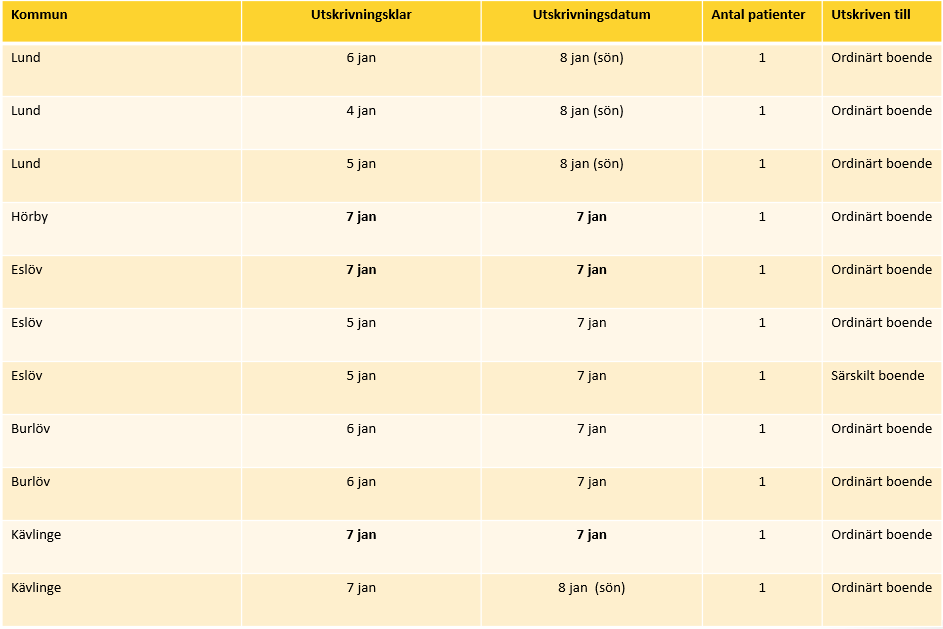 Kommun Utskrivningsklar Utskrivningsdatum Antal patienter Utskriven till
Lund 6 jan 8 jan (sön) 1 Ordinärt boende
Lund 4 jan 8 jan (sön) 1 Ordinärt boende
Lund 5 jan 8 jan (sön) 1 Ordinärt boende
Hörby 7 jan 7 jan 1 Ordinärt boende
Eslöv 7 jan 7 jan 1 Ordinärt boende
Eslöv 5 jan 7 jan 1 Ordinärt boende
Eslöv 5 jan 7 jan 1 Särskilt boende
Burlöv 6 jan 7 jan 1 Ordinärt boende
Burlöv 6 jan 7 jan 1 Ordinärt boende
Kävlinge 7 jan 7 jan 1 Ordinärt boende
Kävlinge 7 jan 8 jan (sön) 1 Ordinärt boende